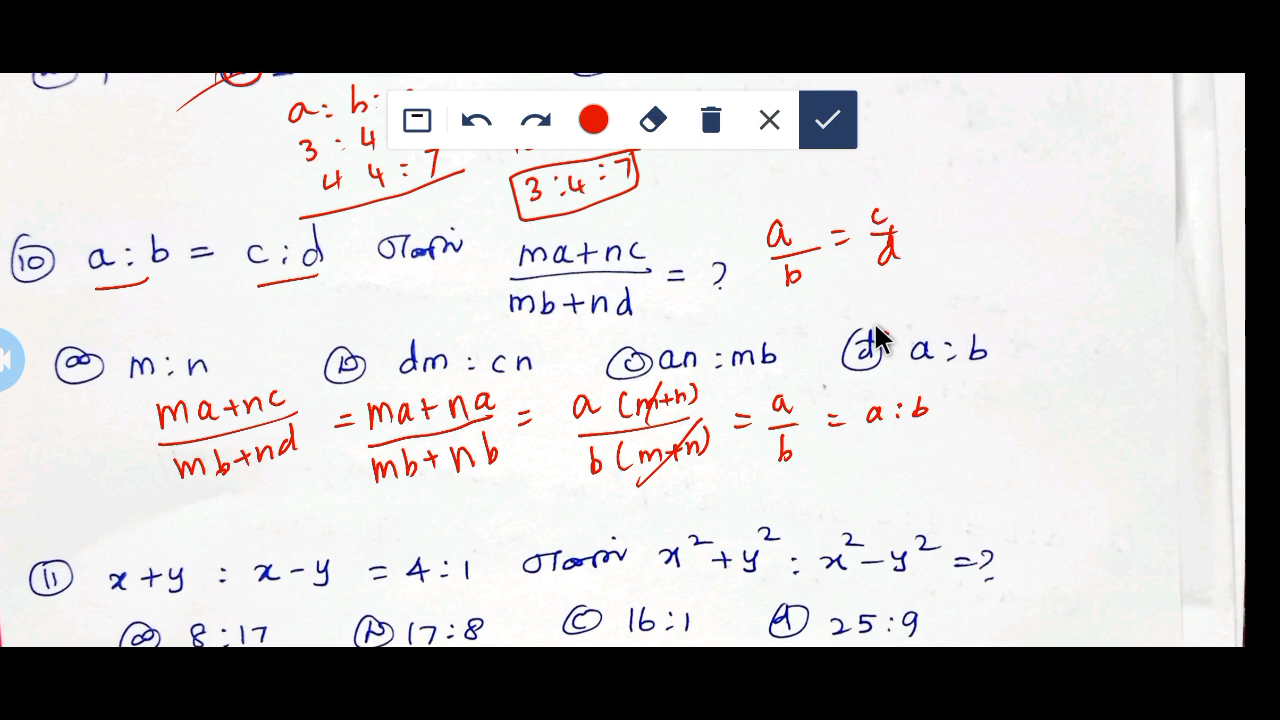 a : b :
3 : 4
4 4 : 7
3 : 4 : 7
(10) a : b = c : d எனில் (ma+nc)/(mb+nd) = ? a/b = c/d
(a) m : n (b) dm : cn (c) an : mb (d) a : b
(ma+nc)/(mb+nd) = (ma+na)/(mb+nb) = a(m+n)/b(m+n) = a/b = a : b
(11) x+y : x-y = 4 : 1 எனில் x²+y² : x²-y² = ?
(a) 8:17 (b) 17:8 (c) 16:1 (d) 25:9